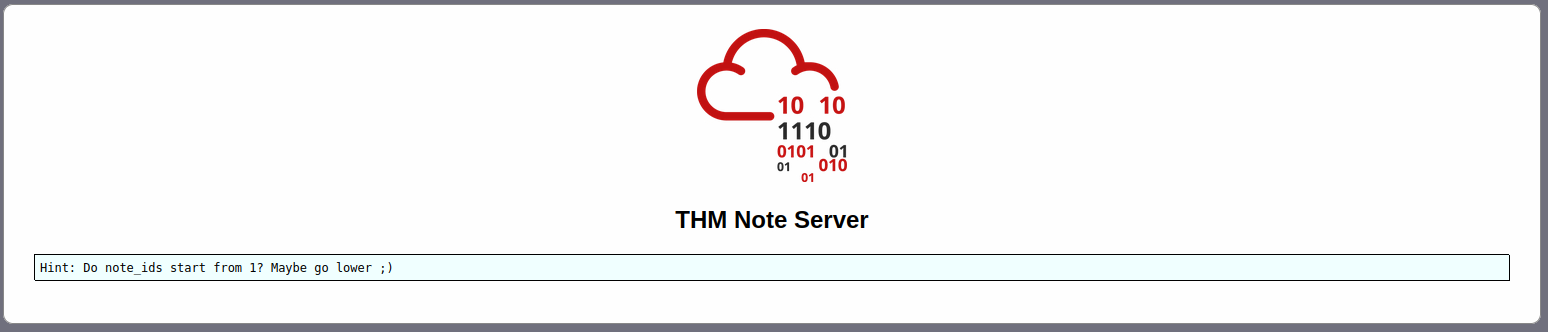 10 10
1110
0101 01
01 010
01
THM Note Server
Hint: Do note_ids start from 1? Maybe go lower ;)